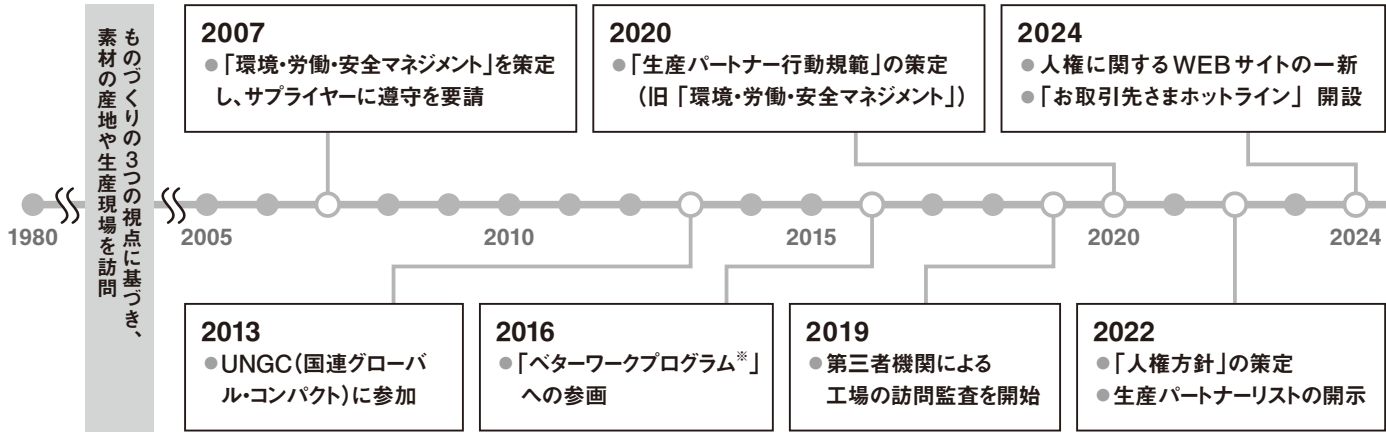 ものづくりの3つの視点に基づき、
素材の産地や生産現場を訪問
2007
●「環境・労働・安全マネジメント」を策定
し、サプライヤーに遵守を要請
2020
●「生産パートナー行動規範」の策定
（旧「環境・労働・安全マネジメント」）
2024
●人権に関するWEBサイトの一新
●「お取引先さまホットライン」 開設
1980
2005
2010
2015
2020
2024
2013
●UNGC（国連グローバ
ル・コンパクト）に参加
2016
●「ベターワークプログラム※」
への参画
2019
●第三者機関による
工場の訪問監査を開始
2022
●「人権方針」の策定
●生産パートナーリストの開示